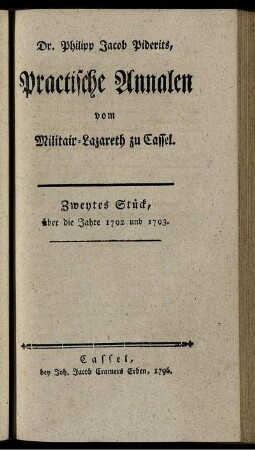 Dr. Philipp Jacob Piderits,
Practische Annalen
vom
Militair-Lazareth zu Cassel.
Zweytes Stück,
über die Jahre 1792 und 1793.
Cassel,
bey Joh. Jacob Cramers Erben, 1796.